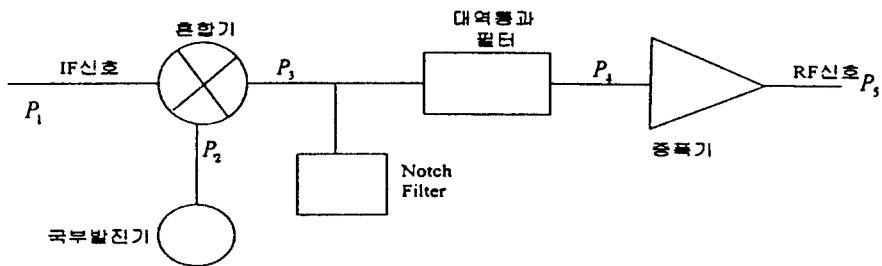 혼합기
대역통과
필터
IF신호
P₃
P₄
RF신호
P₅
P₁
P₂
증폭기
Notch
Filter
국부발진기